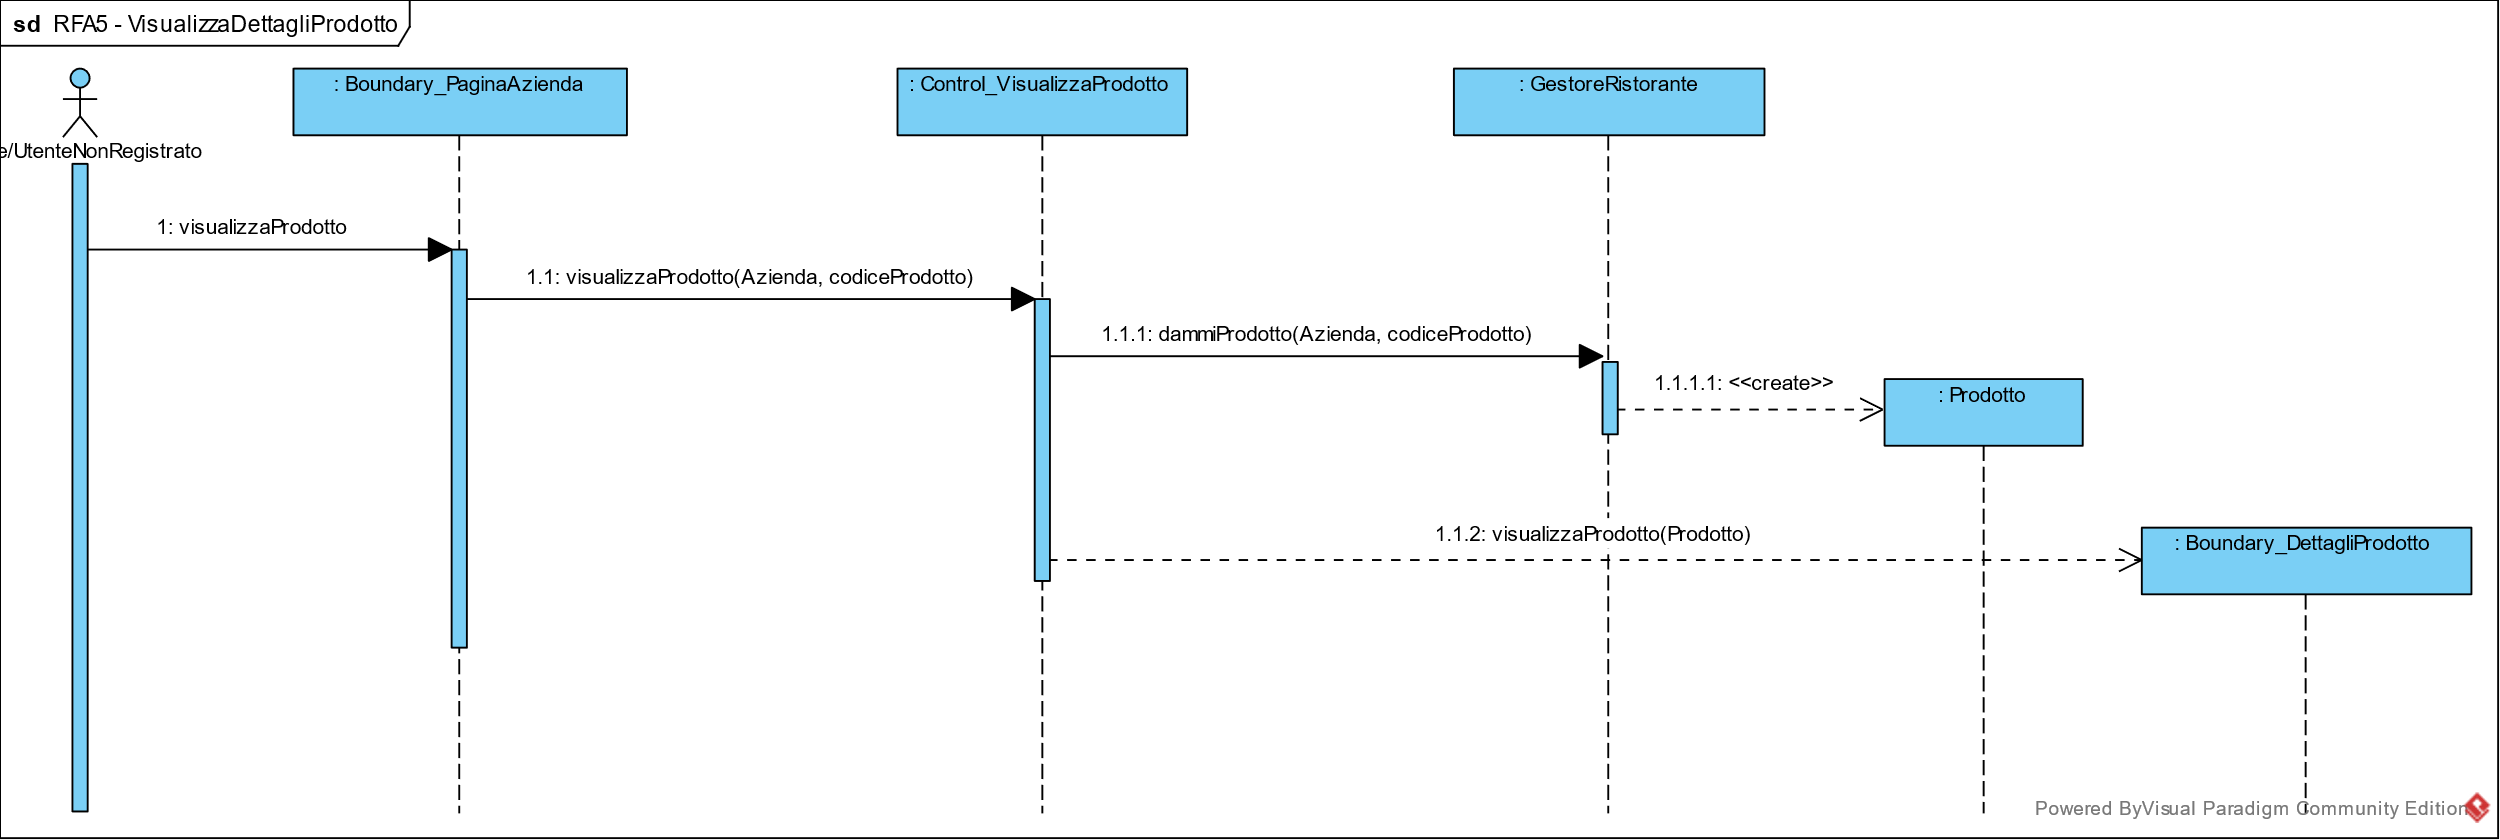 sd RFA5 - VisualizzaDettagliProdotto
: Boundary_PaginaAzienda
: Control_VisualizzaProdotto
: GestoreRistorante
e/UtenteNonRegistrato
1: visualizzaProdotto
1.1: visualizzaProdotto(Azienda, codiceProdotto)
1.1.1: dammiProdotto(Azienda, codiceProdotto)
1.1.1.1: <<create>>
: Prodotto
1.1.2: visualizzaProdotto(Prodotto)
: Boundary_DettagliProdotto
Powered ByVisual Paradigm Community Edition